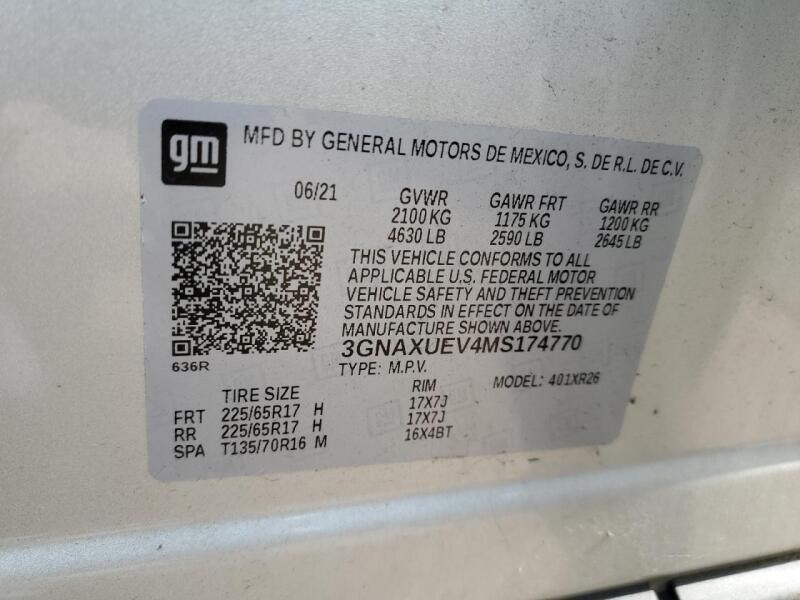 gm MFD BY GENERAL MOTORS DE MEXICO, S. DE R.L. DE C.V.
06/21 GVWR GAWR FRT GAWR RR
2100 KG 1175 KG 1200 KG
4630 LB 2590 LB 2645 LB
THIS VEHICLE CONFORMS TO ALL
APPLICABLE U.S. FEDERAL MOTOR
VEHICLE SAFETY AND THEFT PREVENTION
STANDARDS IN EFFECT ON THE DATE OF
MANUFACTURE SHOWN ABOVE.
3GNAXUEV4MS174770
636R TYPE: M.P.V. MODEL: 401XR26
TIRE SIZE RIM
FRT 225/65R17 H 17X7J
RR 225/65R17 H 17X7J
SPA T135/70R16 M 16X4BT